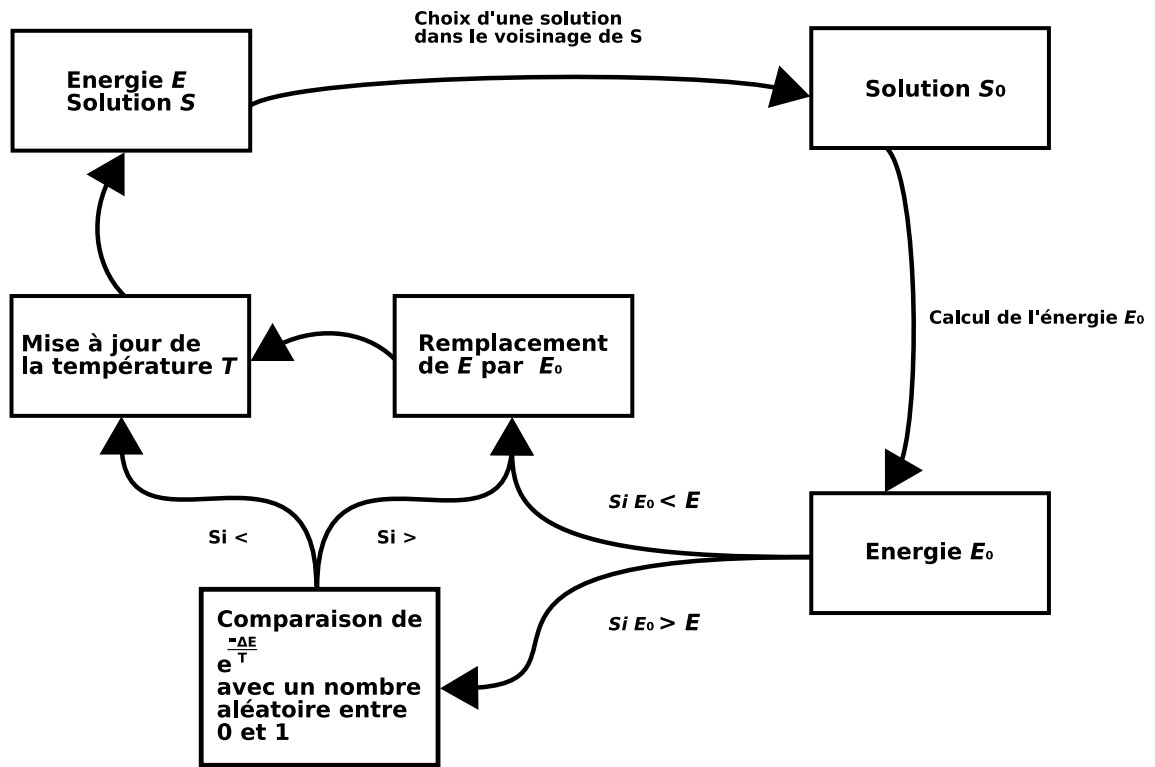 Choix d'une solution
dans le voisinage de S
Energie E
Solution S
Solution S₀
Calcul de l'énergie E₀
Mise à jour de
la température T
Remplacement
de E par E₀
Si E₀ < E
Si <
Si >
Energie E₀
Si E₀ > E
Comparaison de
e^(-ΔE/T)
avec un nombre
aléatoire entre
0 et 1